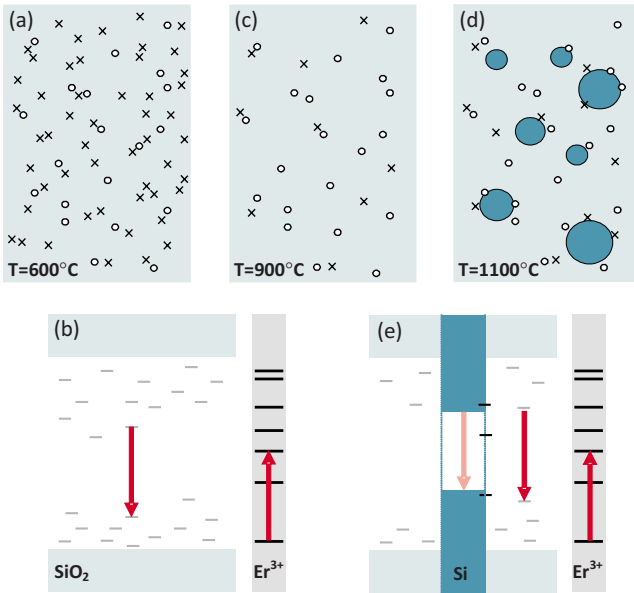 (a)
T=600°C
(c)
T=900°C
(d)
T=1100°C
(b)
SiO₂
Er³⁺
(e)
Si
Er³⁺